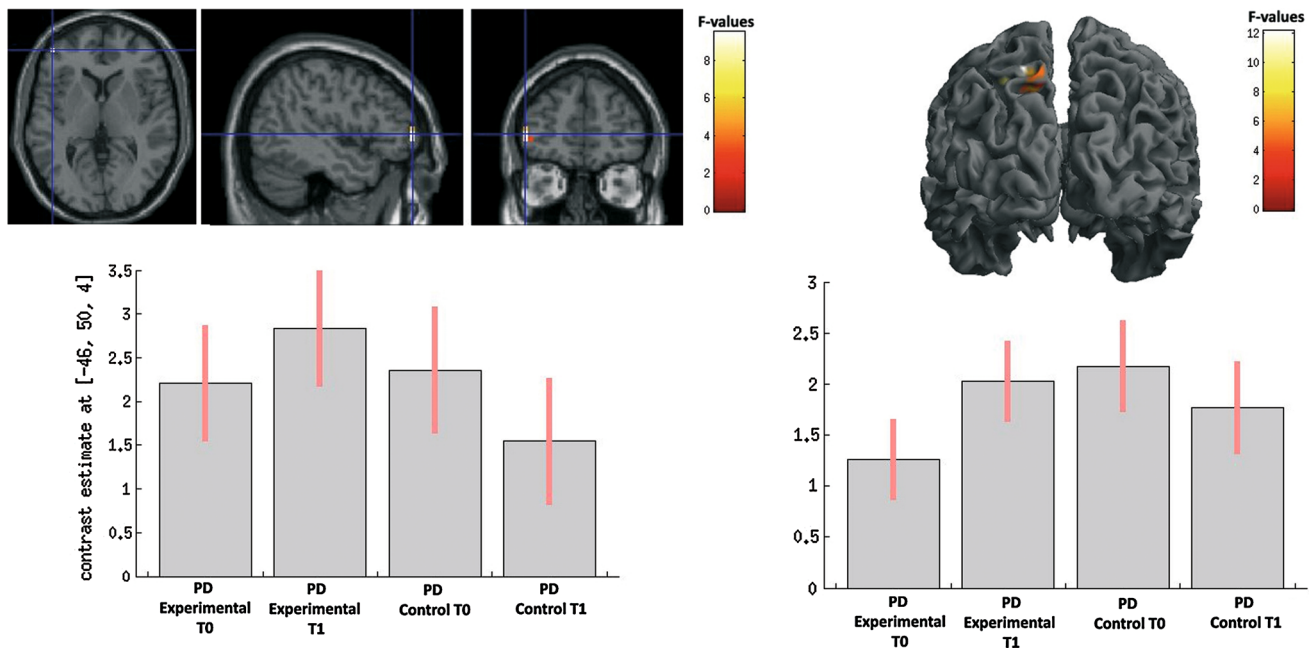 F-values
8
6
4
2
0
F-values
12
10
8
6
4
2
0
contrast estimate at [-46, 50, 4]
3.5
3
2.5
2
1.5
1
0.5
0
PD
Experimental
T0
PD
Experimental
T1
PD
Control T0
PD
Control T1
3
2.5
2
1.5
1
0.5
0
PD
Experimental
T0
PD
Experimental
T1
PD
Control T0
PD
Control T1